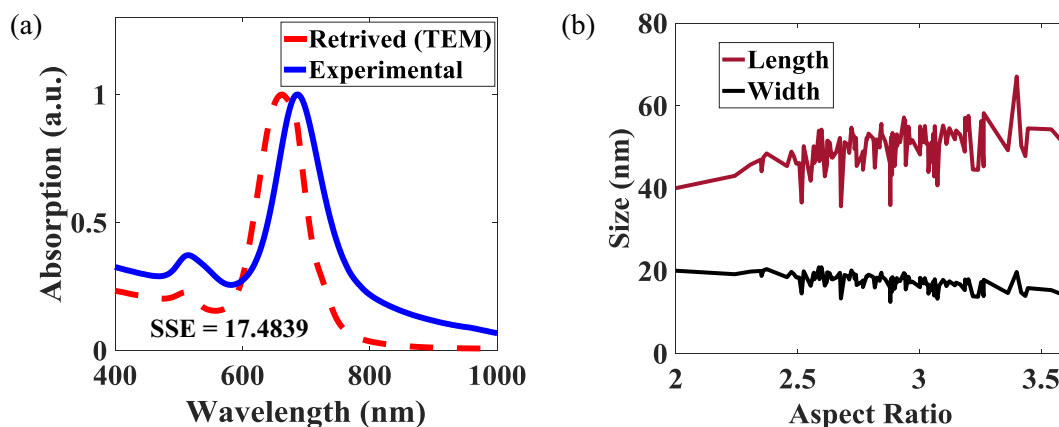 (a)
Retrived (TEM)
Experimental
Absorption (a.u.)
1
0.5
0
SSE = 17.4839
400 600 800 1000
Wavelength (nm)
(b)
Length
Width
Size (nm)
80
60
40
20
0
2 2.5 3 3.5
Aspect Ratio